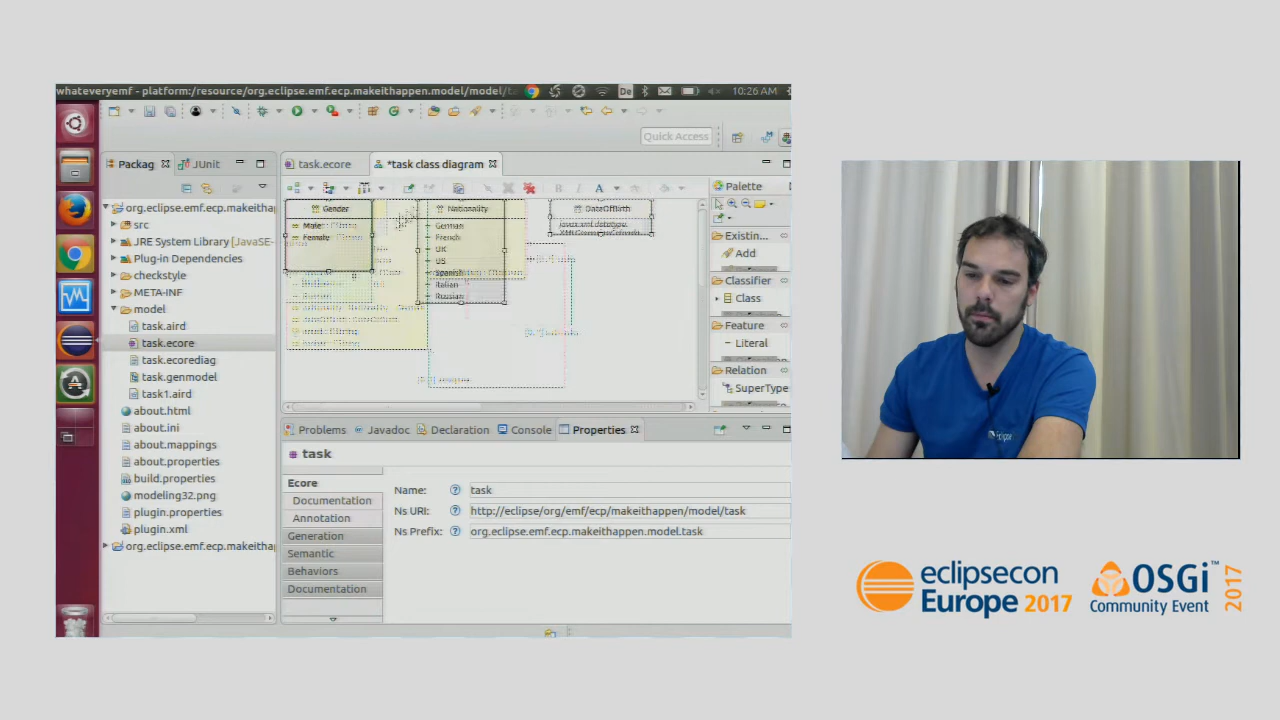 whateveryemf - platform:/resource/org.eclipse.emf.ecp.makeithappen.model/model/t
De
10:26 AM
Quick Access
Packag
JUnit
task.ecore
*task class diagram
Palette
org.eclipse.emf.ecp.makeitha
src
JRE System Library [JavaSE-
Plug-in Dependencies
checkstyle
META-INF
model
task.aird
task.ecore
task.ecorediag
task.genmodel
task1.aird
about.html
about.ini
about.mappings
about.properties
build.properties
modeling32.png
plugin.properties
plugin.xml
org.eclipse.emf.ecp.makeitha
Gender
Male
Female
Nationality
German
French
UK
US
Spanish
Italian
Russian
DateOfBirth
Existin...
Add
Classifier
Class
Feature
Literal
Relation
SuperType
Problems
Javadoc
Declaration
Console
Properties
task
Ecore
Documentation
Annotation
Generation
Semantic
Behaviors
Documentation
Name:
task
Ns URI:
http://eclipse/org/emf/ecp/makeithappen/model/task
Ns Prefix:
org.eclipse.emf.ecp.makeithappen.model.task
eclipse
eclipsecon
Europe 2017
OSGi™
Community Event
2017